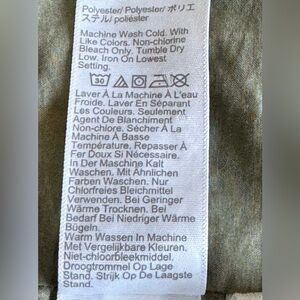 Polyester/ Polyester/ ポリエ
ステル/ poliéster
Machine Wash Cold. With
Like Colors. Non-chlorine
Bleach Only. Tumble Dry
Low. Iron On Lowest
Setting.
30
Laver À La Machine À L'eau
Froide. Laver En Séparant
Les Couleurs. Seulement
Agent De Blanchiment
Non-chlore. Sécher À La
Machine À Basse
Température, Repasser À
Fer Doux Si Nécessaire.
In Der Maschine Kalt
Waschen. Mit Ähnlichen
Farben Waschen. Nur
Chlorfreies Bleichmittel
Verwenden. Bei Geringer
Wärme Trocknen. Bei
Bedarf Bei Niedriger Wärme
Bügeln.
Warm Wassen In Machine
Met Vergelijkbare Kleuren.
Niet-chloorbleekmiddel.
Droogtrommel Op Lage
Stand. Strijk Op De Laagste
Stand.